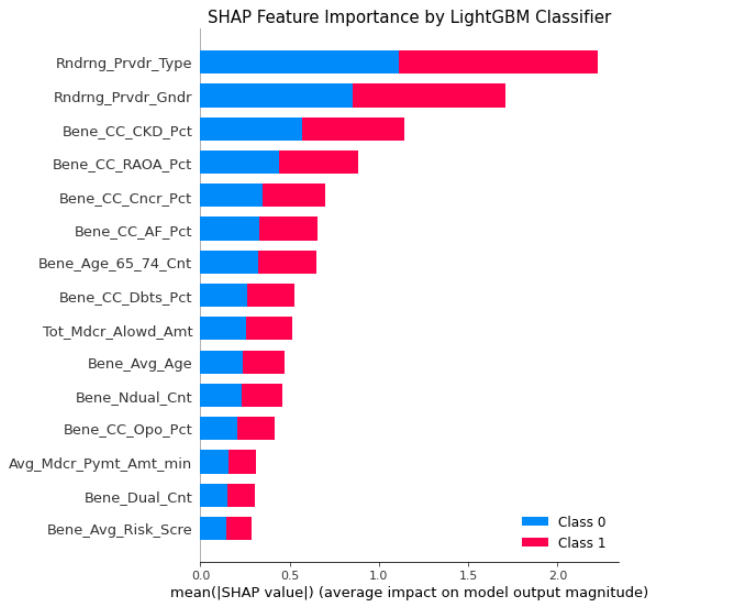 SHAP Feature Importance by LightGBM Classifier
Rndrng_Prvdr_Type
Rndrng_Prvdr_Gndr
Bene_CC_CKD_Pct
Bene_CC_RAOA_Pct
Bene_CC_Cncr_Pct
Bene_CC_AF_Pct
Bene_Age_65_74_Cnt
Bene_CC_Dbts_Pct
Tot_Mdcr_Alowd_Amt
Bene_Avg_Age
Bene_Ndual_Cnt
Bene_CC_Opo_Pct
Avg_Mdcr_Pymt_Amt_min
Bene_Dual_Cnt
Bene_Avg_Risk_Scre
Class 0
Class 1
0.0 0.5 1.0 1.5 2.0
mean(|SHAP value|) (average impact on model output magnitude)